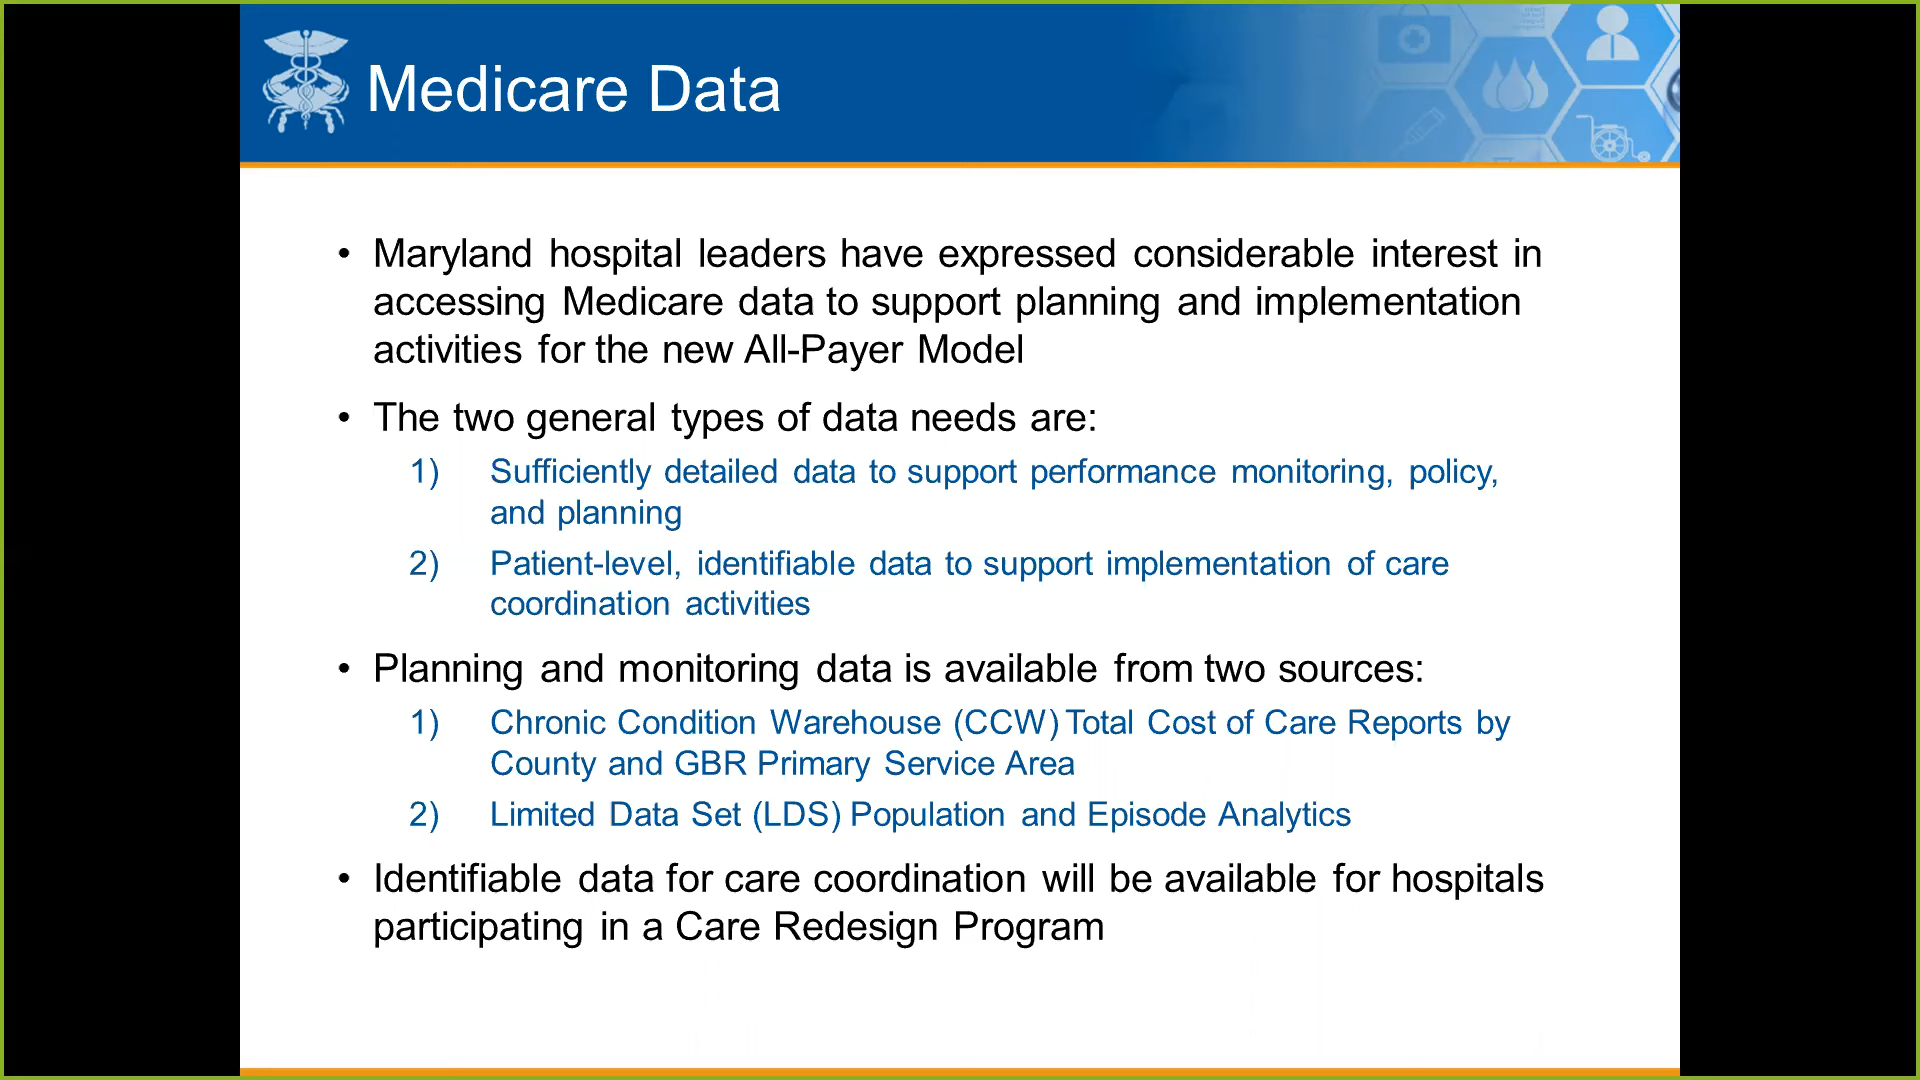 Medicare Data
• Maryland hospital leaders have expressed considerable interest in
accessing Medicare data to support planning and implementation
activities for the new All-Payer Model
• The two general types of data needs are:
1) Sufficiently detailed data to support performance monitoring, policy,
and planning
2) Patient-level, identifiable data to support implementation of care
coordination activities
• Planning and monitoring data is available from two sources:
1) Chronic Condition Warehouse (CCW) Total Cost of Care Reports by
County and GBR Primary Service Area
2) Limited Data Set (LDS) Population and Episode Analytics
• Identifiable data for care coordination will be available for hospitals
participating in a Care Redesign Program